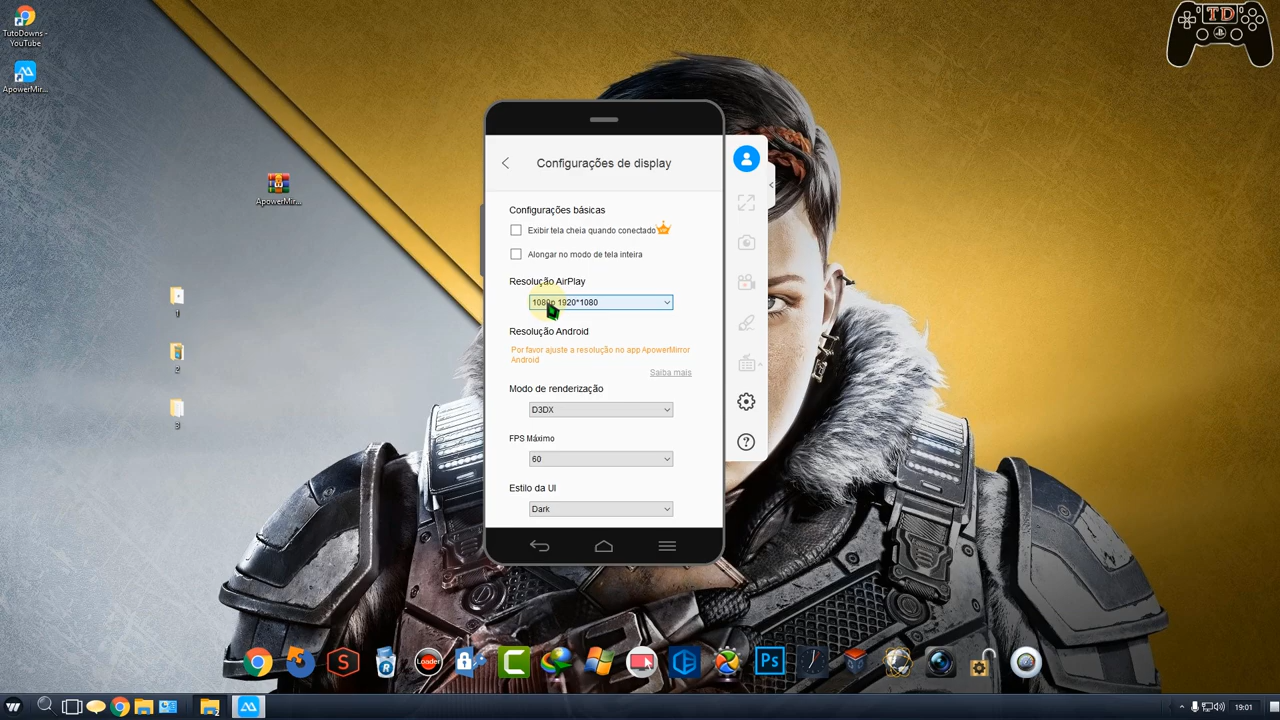 TutoDowns -
YouTube
ApowerMir...
TD
ApowerMir...
1
2
3
Configurações de display
Configurações básicas
Exibir tela cheia quando conectado
Alongar no modo de tela inteira
Resolução AirPlay
1080p 1920*1080
Resolução Android
Por favor ajuste a resolução no app ApowerMirror
Android
Saiba mais
Modo de renderização
D3DX
FPS Máximo
60
Estilo da UI
Dark
Loader
Ps
19:01